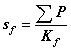 s_f = ∑ P / K_f